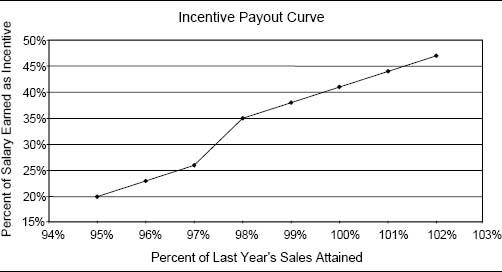 Incentive Payout Curve
Percent of Salary Earned as Incentive
50%
45%
40%
35%
30%
25%
20%
15%
94% 95% 96% 97% 98% 99% 100% 101% 102% 103%
Percent of Last Year's Sales Attained